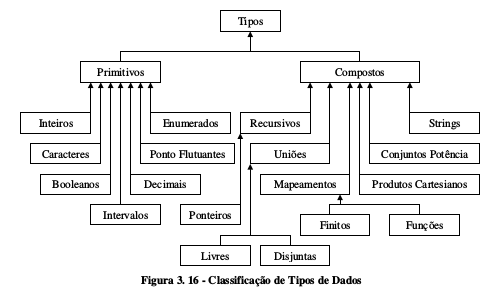 Tipos
Primitivos
Compostos
Inteiros
Enumerados
Recursivos
Strings
Caracteres
Ponto Flutuantes
Uniões
Conjuntos Potência
Booleanos
Decimais
Mapeamentos
Produtos Cartesianos
Intervalos
Ponteiros
Finitos
Funções
Livres
Disjuntas
Figura 3. 16 - Classificação de Tipos de Dados